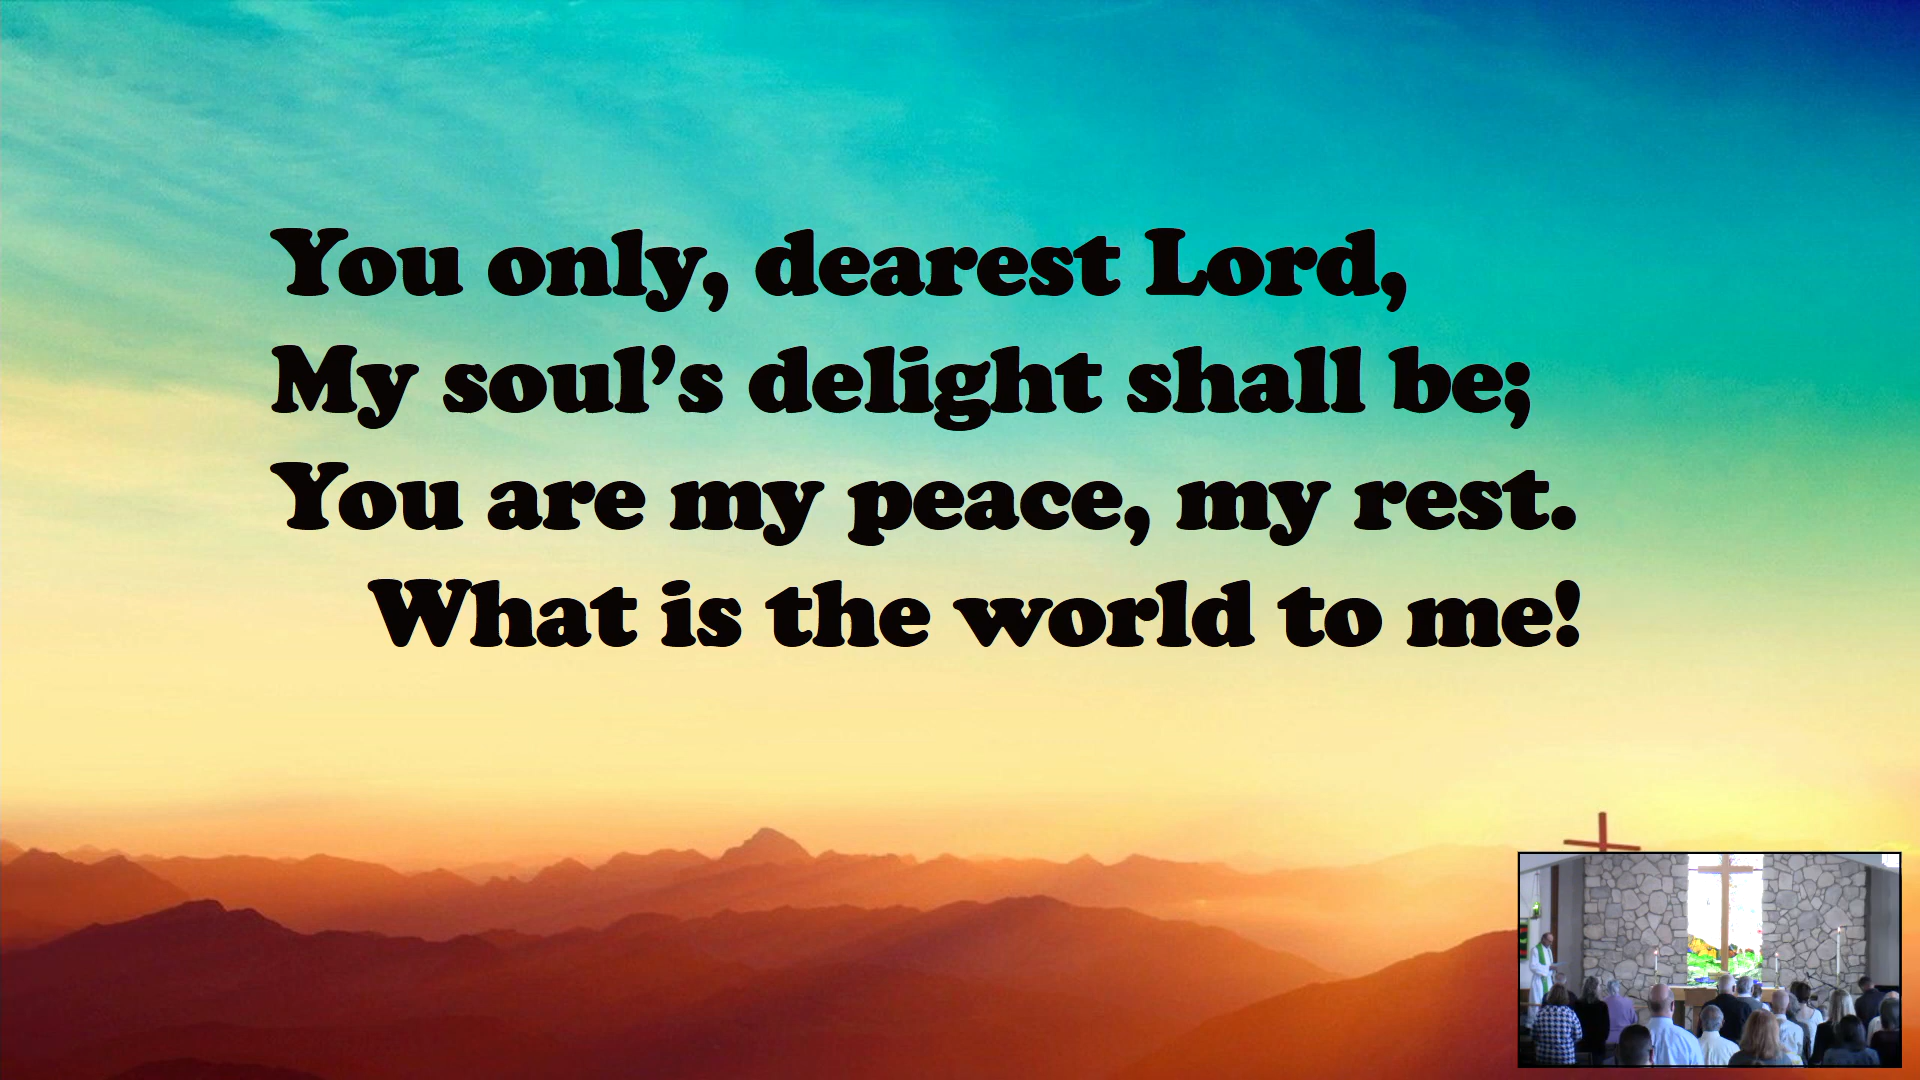 You only, dearest Lord,
My soul’s delight shall be;
You are my peace, my rest.
What is the world to me!